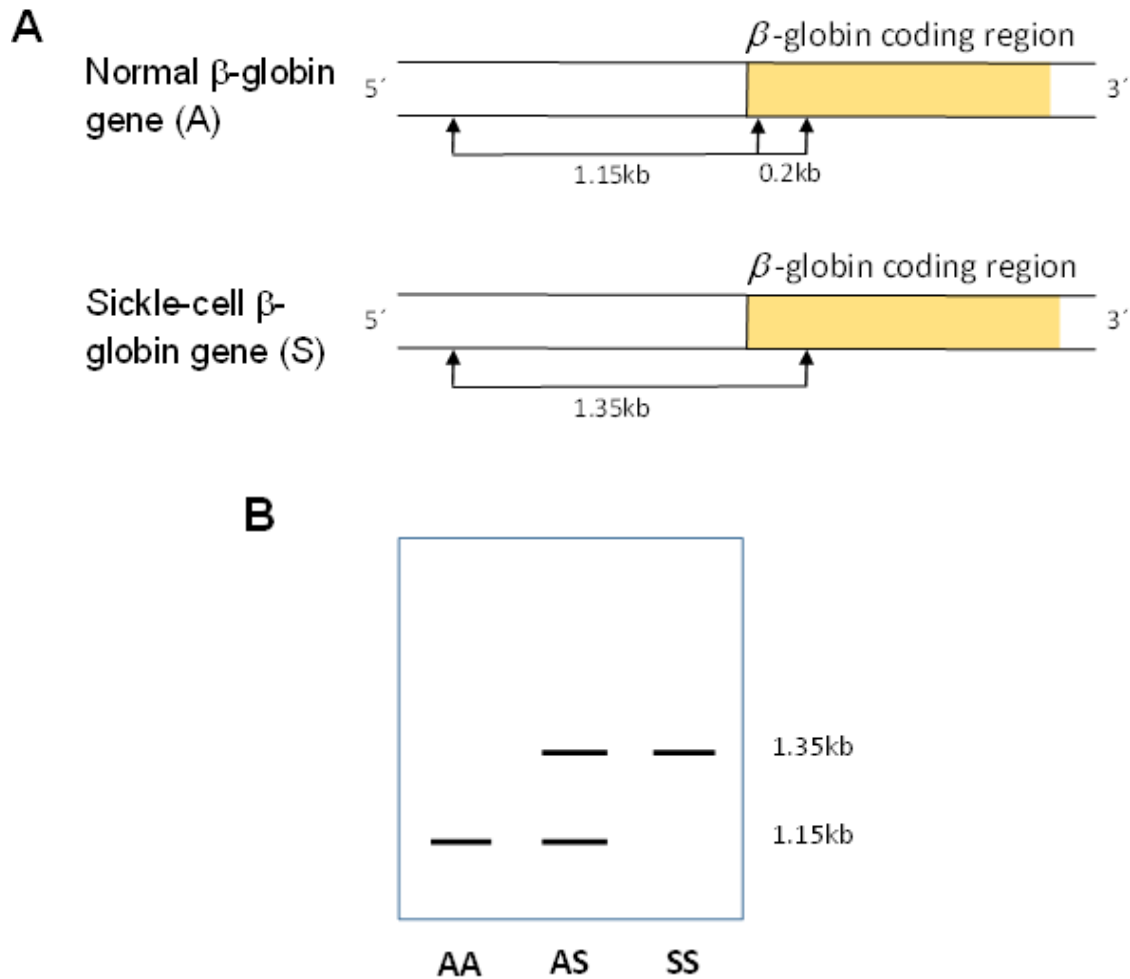 A
β-globin coding region
Normal β-globin
gene (A)
5´
3´
1.15kb
0.2kb
β-globin coding region
Sickle-cell β-
globin gene (S)
5´
3´
1.35kb
B
1.35kb
1.15kb
AA AS SS